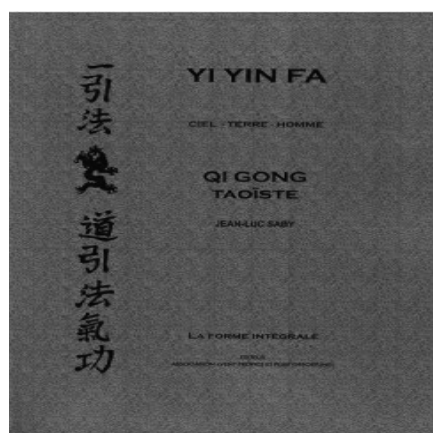 一引法
道引法氣功
YI YIN FA
CIEL - TERRE - HOMME
QI GONG
TAOÏSTE
JEAN-LUC SABY
LA FORME INTÉGRALE